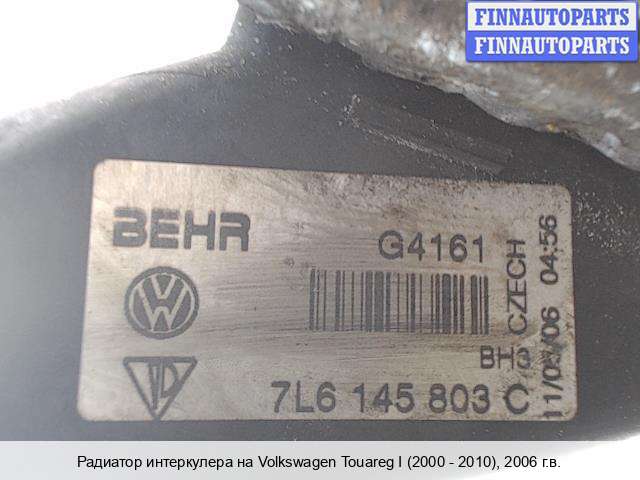 FINNAUTOPARTS
FINNAUTOPARTS
BEHR
G4161
CZECH
04:56
BH3
7L6 145 803 C
Радиатор интеркулера на Volkswagen Touareg I (2000 - 2010), 2006 г.в.